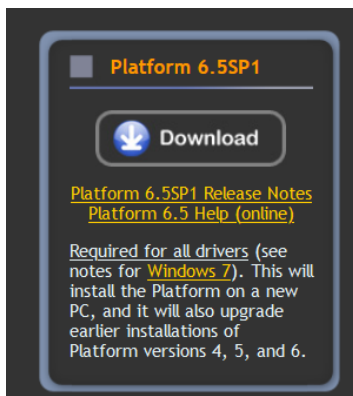 Platform 6.5SP1
Download
Platform 6.5SP1 Release Notes
Platform 6.5 Help (online)
Required for all drivers (see
notes for Windows 7). This will
install the Platform on a new
PC, and it will also upgrade
earlier installations of
Platform versions 4, 5, and 6.